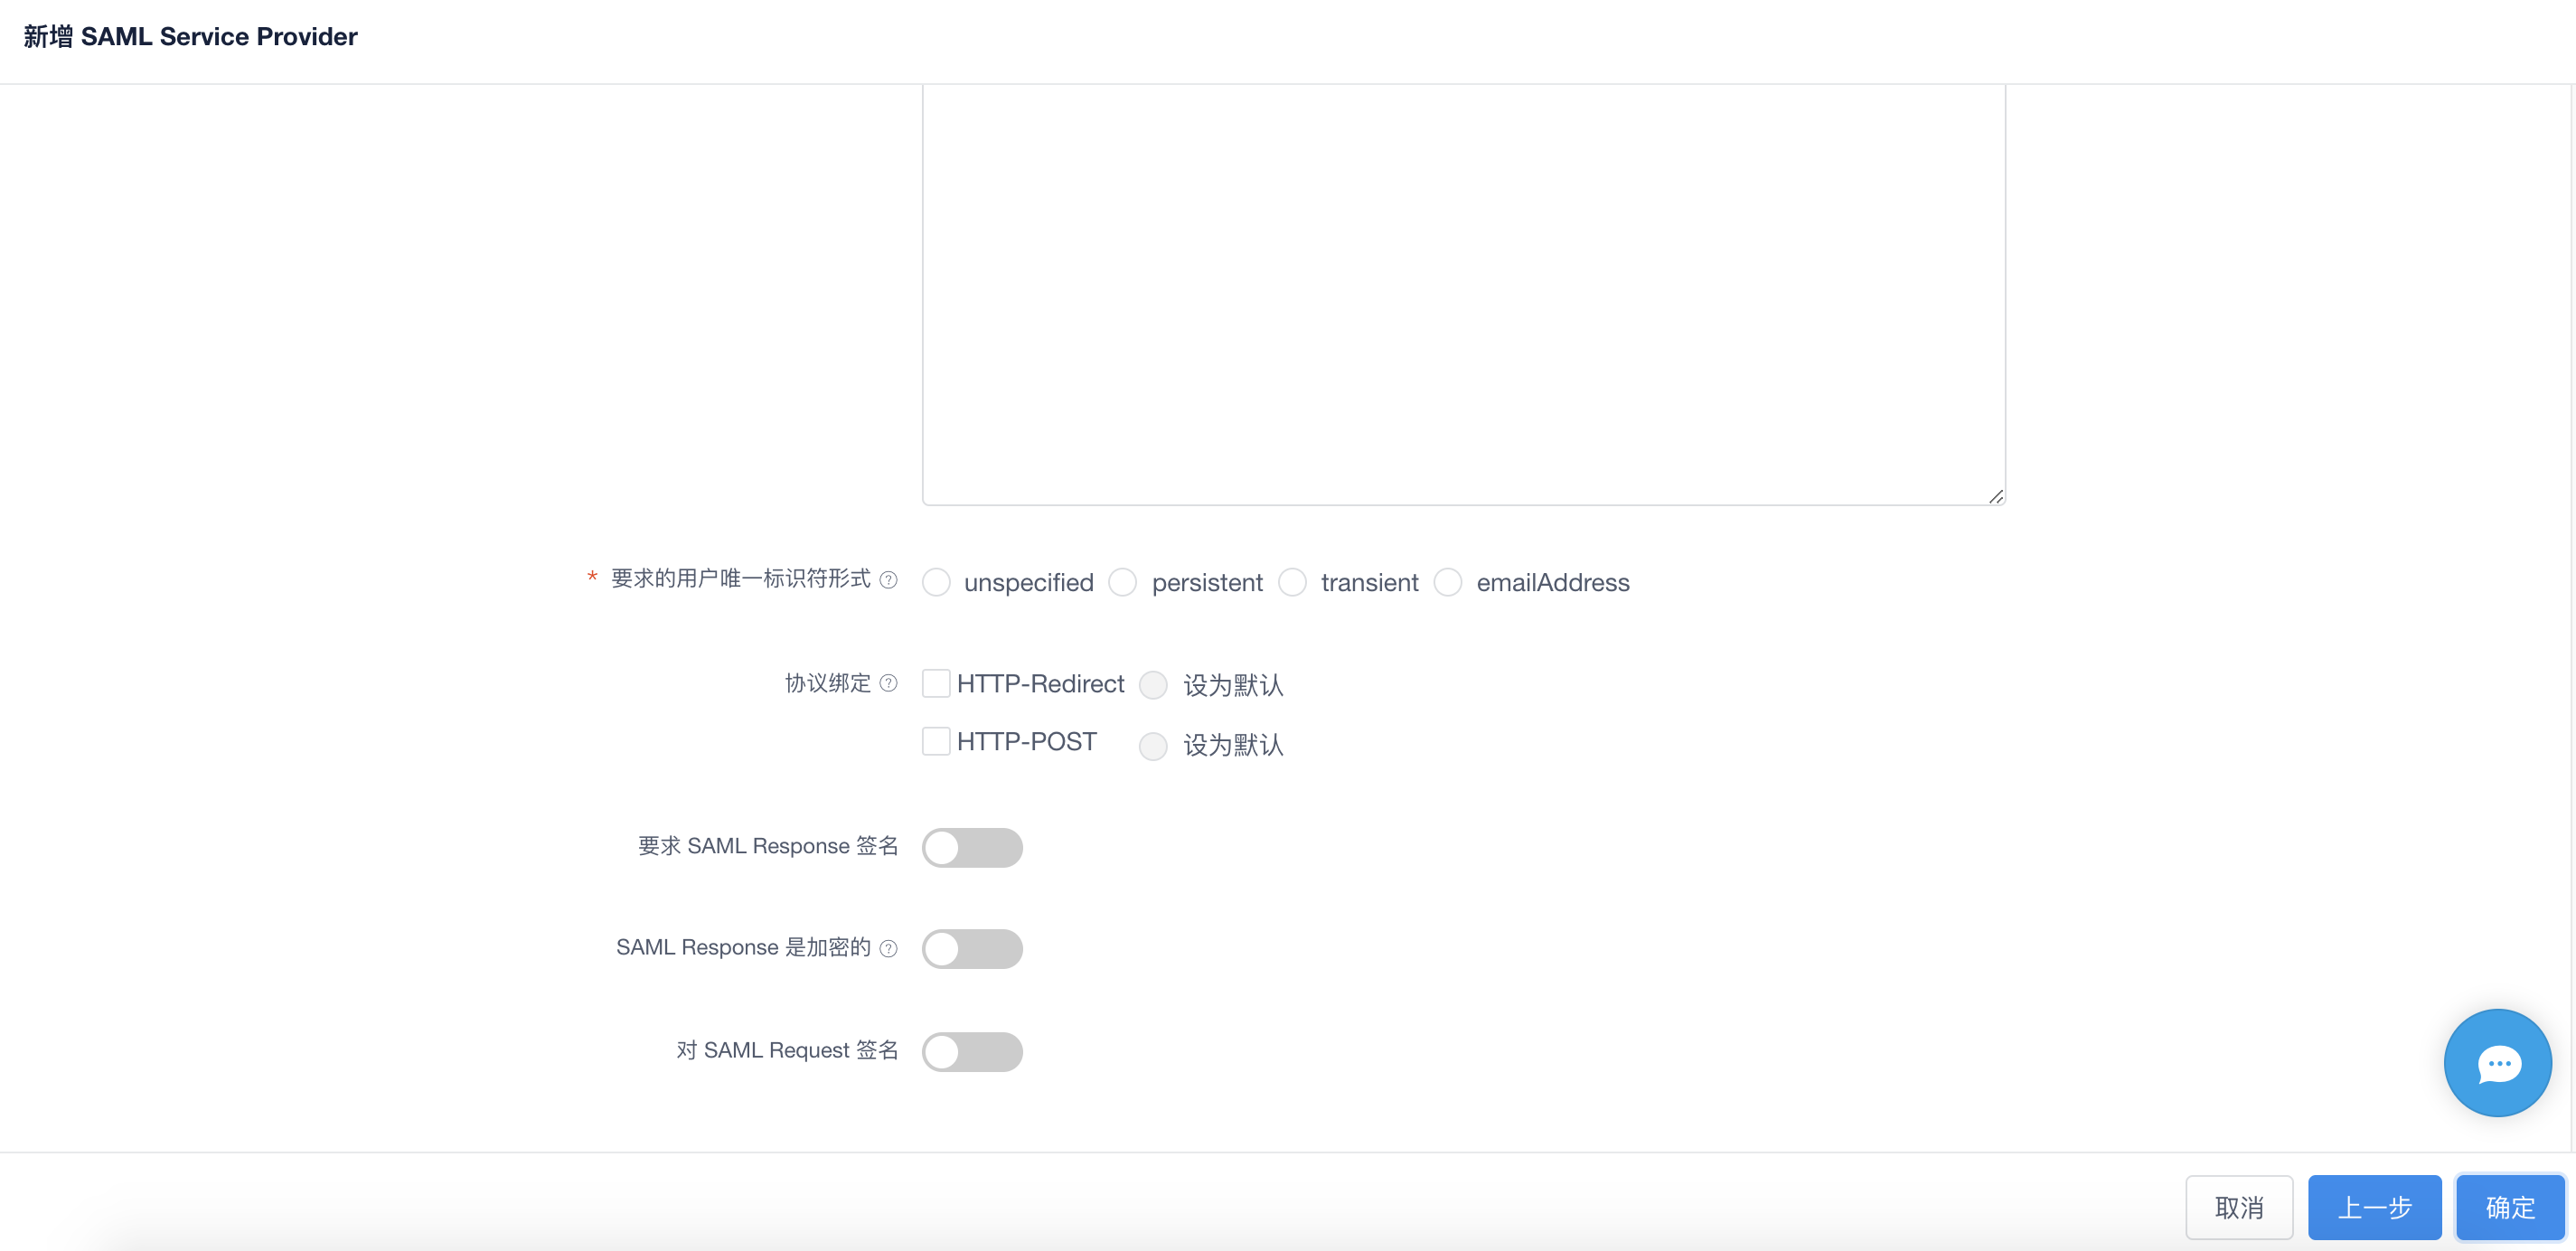 新增 SAML Service Provider
* 要求的用户唯一标识符形式 ? unspecified persistent transient emailAddress
协议绑定 ? HTTP-Redirect 设为默认
HTTP-POST 设为默认
要求 SAML Response 签名
SAML Response 是加密的 ?
对 SAML Request 签名
取消 上一步 确定